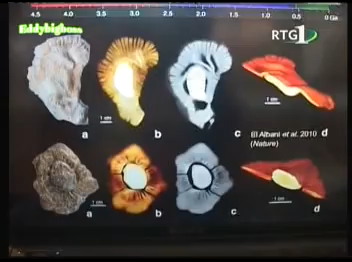 4.5 4.0 3.5 3.0 2.5 2.0 1.5 1.0 0.5 0 Ga
Eddybigboss
RTG1
1 cm
1 cm
a b c El Albani et al. 2010 d
(Nature)
1 cm
1 cm
a b c d